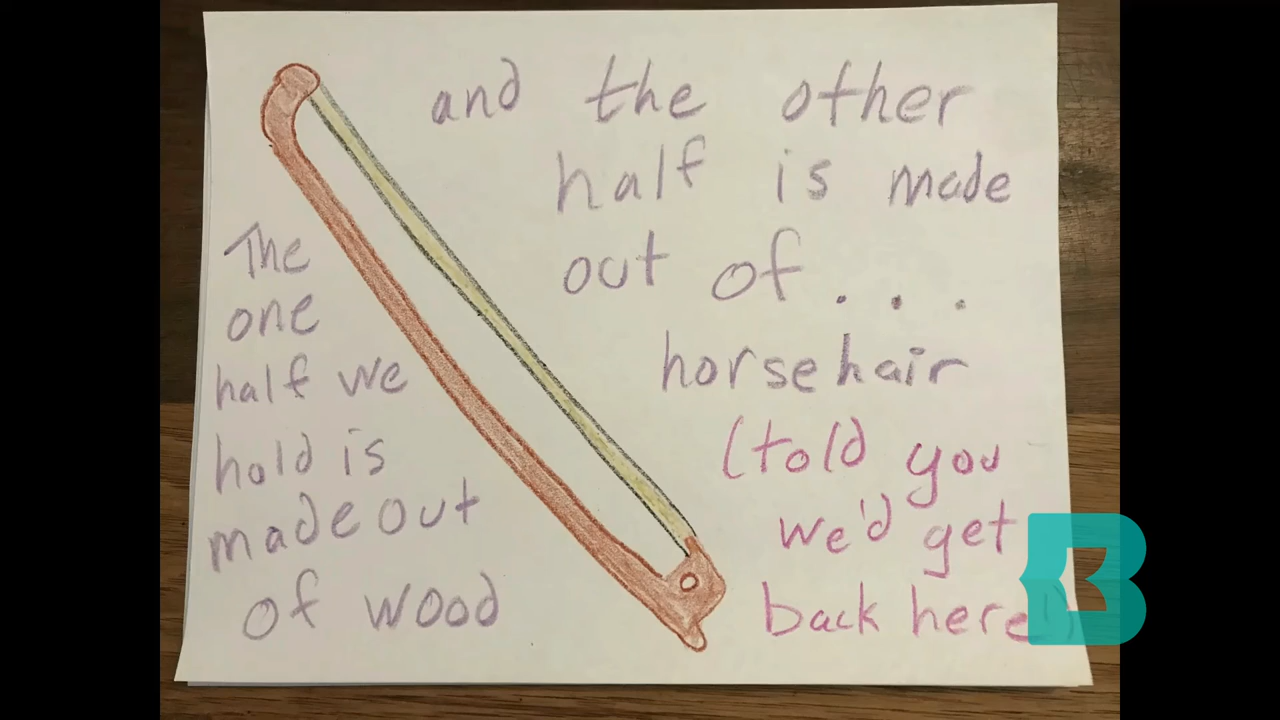 The
one
half we
hold is
made out
of wood
and the other
half is made
out of . . .
horsehair
(told you
we'd get
back here!)
B